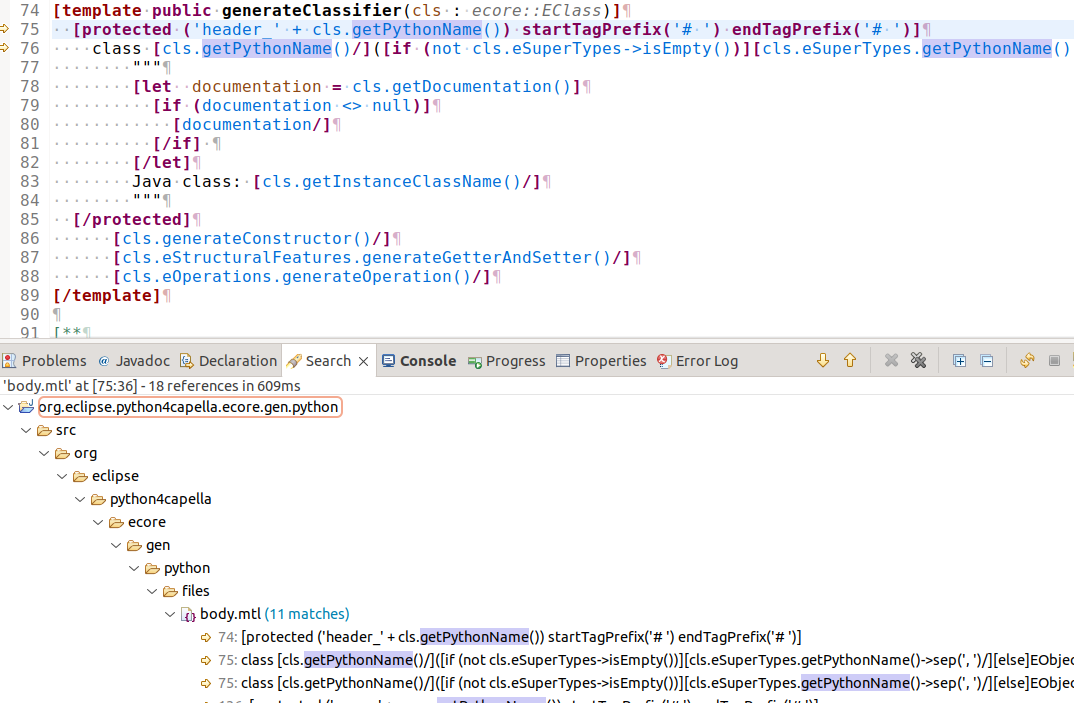 74 [template public generateClassifier(cls : ecore::EClass)]¶
75 ··[protected ('header_' + cls.getPythonName()) startTagPrefix('# ') endTagPrefix('# ')]¶
76 ····class [cls.getPythonName()/]([if (not cls.eSuperTypes->isEmpty())][cls.eSuperTypes.getPythonName()
77 ········"""¶
78 ········[let documentation = cls.getDocumentation()]¶
79 ··········[if (documentation <> null)]¶
80 ············[documentation/]¶
81 ··········[/if]·¶
82 ········[/let]¶
83 ········Java class: [cls.getInstanceClassName()/]¶
84 ········"""¶
85 ··[/protected]¶
86 ······[cls.generateConstructor()/]¶
87 ······[cls.eStructuralFeatures.generateGetterAndSetter()/]¶
88 ······[cls.eOperations.generateOperation()/]¶
89 [/template]¶
90 ¶
91 [**¶
Problems @ Javadoc Declaration Search Console Progress Properties Error Log
'body.mtl' at [75:36] - 18 references in 609ms
org.eclipse.python4capella.ecore.gen.python
src
org
eclipse
python4capella
ecore
gen
python
files
body.mtl (11 matches)
74: [protected ('header_' + cls.getPythonName()) startTagPrefix('# ') endTagPrefix('# ')]
75: class [cls.getPythonName()/]([if (not cls.eSuperTypes->isEmpty())][cls.eSuperTypes.getPythonName()->sep(', ')/][else]EObjec
75: class [cls.getPythonName()/]([if (not cls.eSuperTypes->isEmpty())][cls.eSuperTypes.getPythonName()->sep(', ')/][else]EObjec